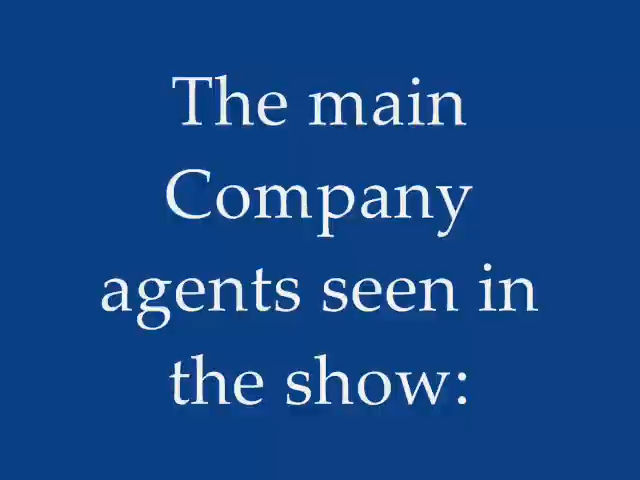 The main
Company
agents seen in
the show: